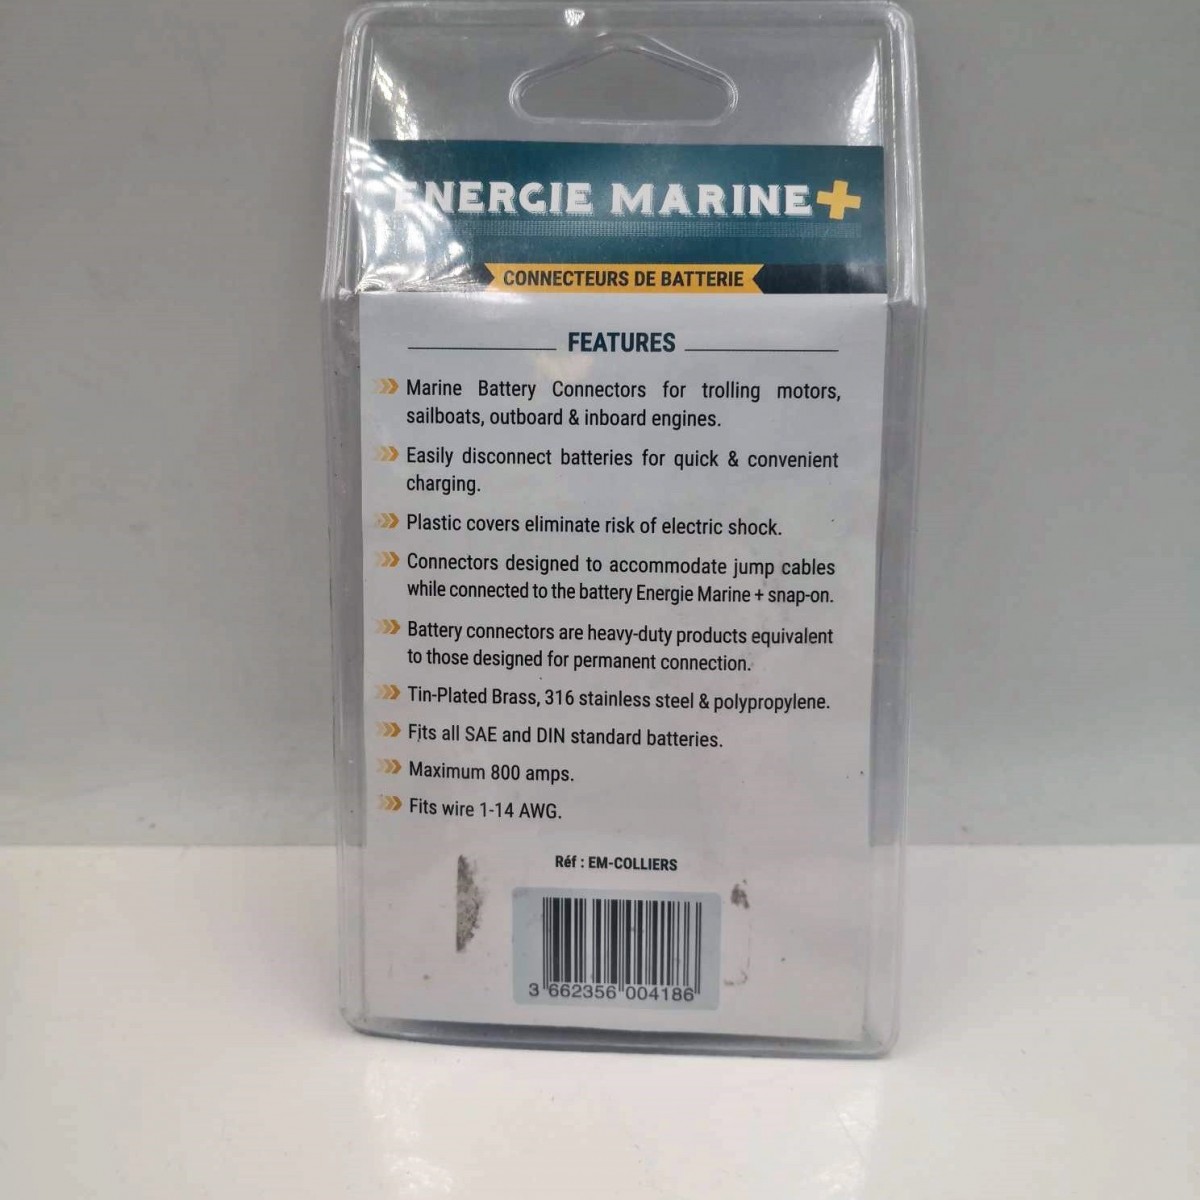 ENERGIE MARINE+
CONNECTEURS DE BATTERIE
FEATURES
Marine Battery Connectors for trolling motors,
sailboats, outboard & inboard engines.
Easily disconnect batteries for quick & convenient
charging.
Plastic covers eliminate risk of electric shock.
Connectors designed to accommodate jump cables
while connected to the battery Energie Marine + snap-on.
Battery connectors are heavy-duty products equivalent
to those designed for permanent connection.
Tin-Plated Brass, 316 stainless steel & polypropylene.
Fits all SAE and DIN standard batteries.
Maximum 800 amps.
Fits wire 1-14 AWG.
Réf : EM-COLLIERS
3 662356 004186